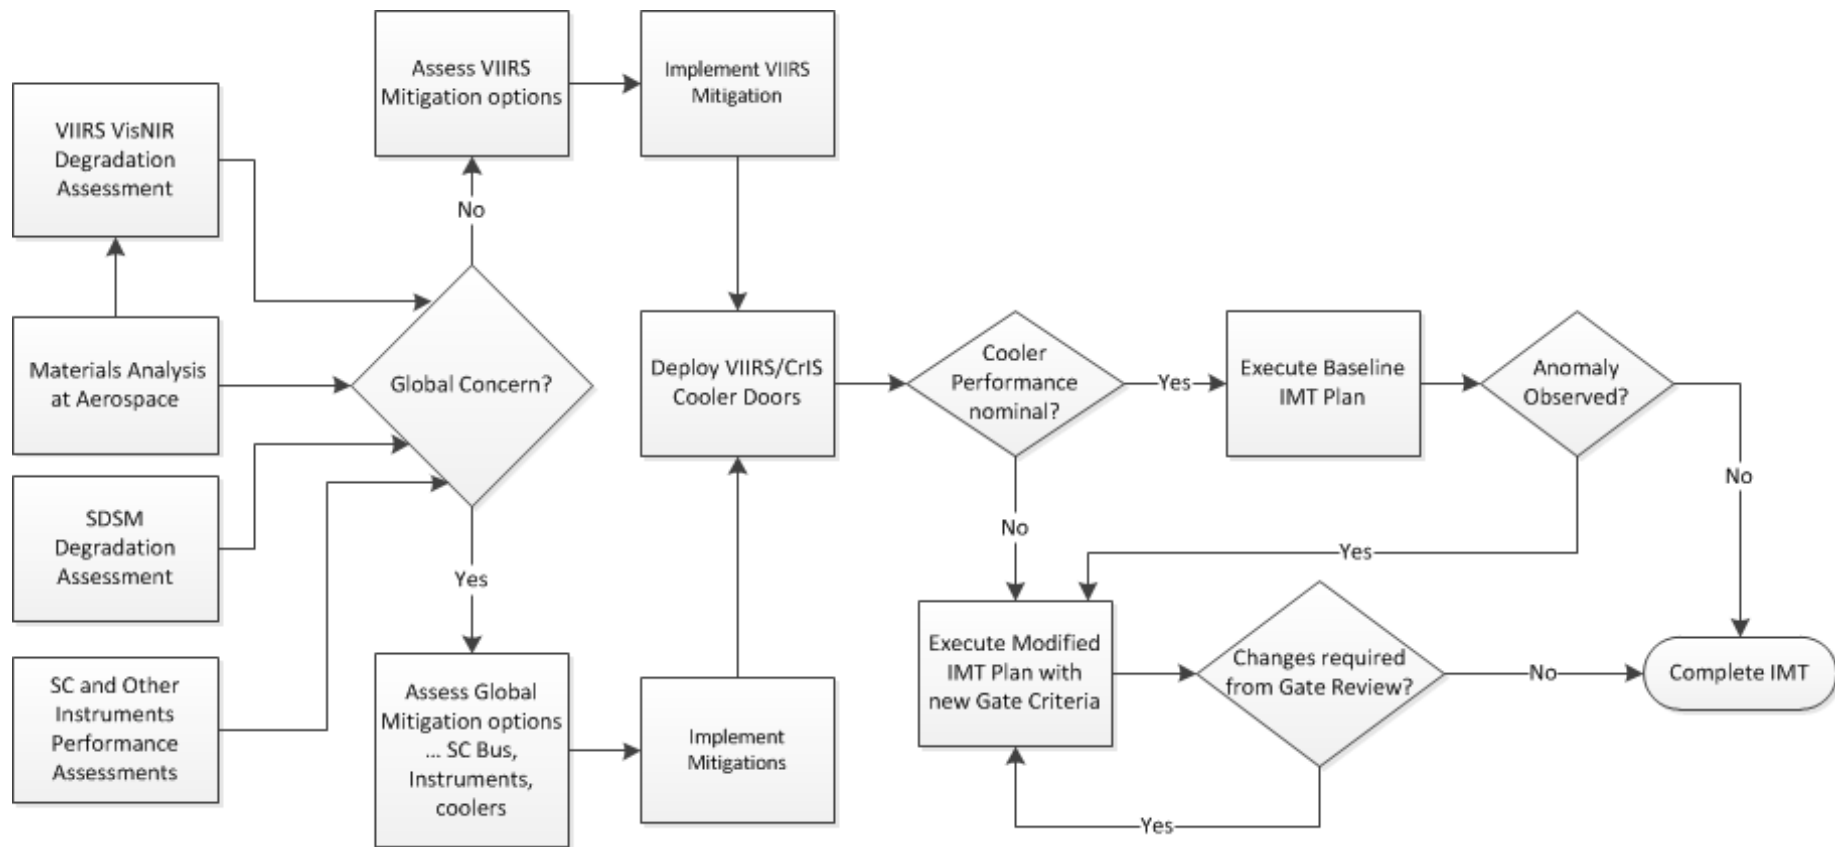 VIIRS VisNIR
Degradation
Assessment
Materials Analysis
at Aerospace
SDSM
Degradation
Assessment
SC and Other
Instruments
Performance
Assessments
Global Concern?
No
Yes
Assess VIIRS
Mitigation options
Implement VIIRS
Mitigation
Assess Global
Mitigation options
... SC Bus,
Instruments,
coolers
Implement
Mitigations
Deploy VIIRS/CrIS
Cooler Doors
Cooler
Performance
nominal?
Yes
No
Execute Baseline
IMT Plan
Anomaly
Observed?
Yes
No
Execute Modified
IMT Plan with
new Gate Criteria
Changes required
from Gate Review?
Yes
No
Complete IMT